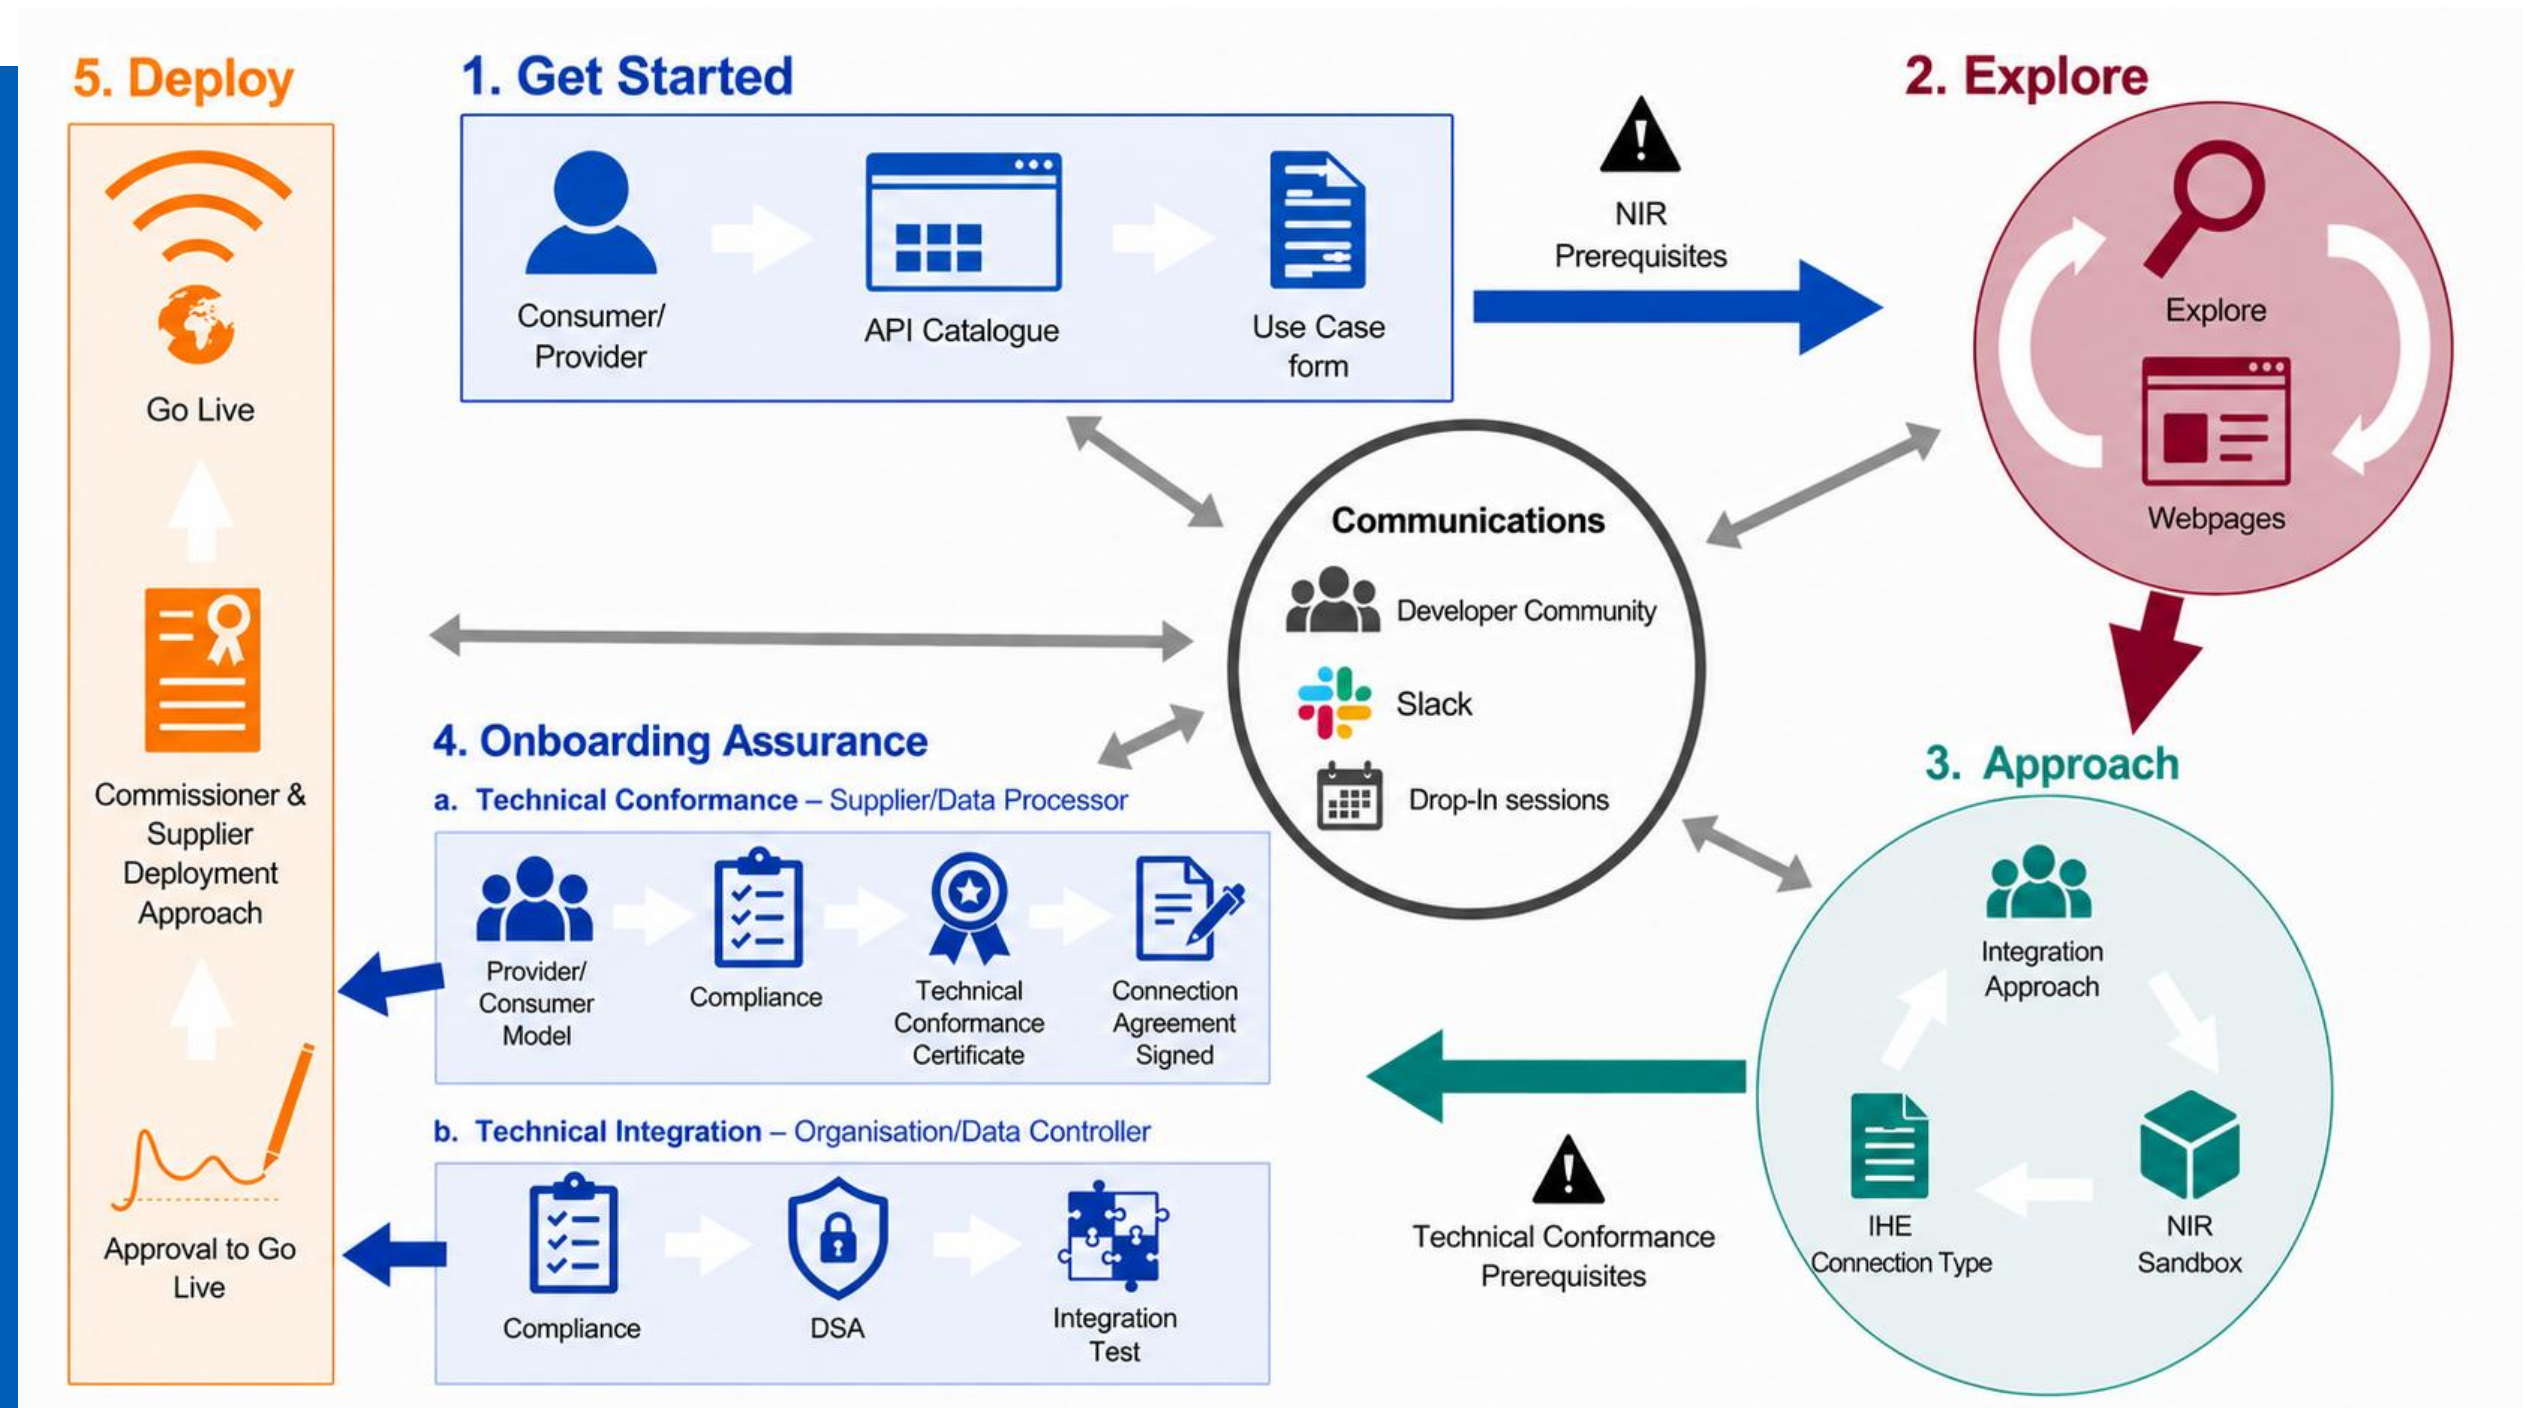 5. Deploy
Go Live
Commissioner &
Supplier
Deployment
Approach
Approval to Go
Live
1. Get Started
Consumer/
Provider
API Catalogue
Use Case
form
NIR
Prerequisites
2. Explore
Explore
Webpages
Communications
Developer Community
Slack
Drop-In sessions
3. Approach
Integration
Approach
NIR
Sandbox
IHE
Connection Type
Technical Conformance
Prerequisites
4. Onboarding Assurance
a. Technical Conformance – Supplier/Data Processor
Provider/
Consumer
Model
Compliance
Technical
Conformance
Certificate
Connection
Agreement
Signed
b. Technical Integration – Organisation/Data Controller
Compliance
DSA
Integration
Test